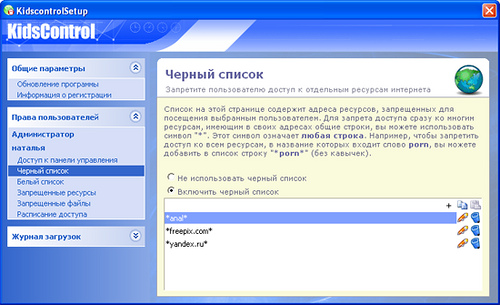 KidscontrolSetup
KidsControl
Общие параметры
Обновление программы
Информация о регистрации
Права пользователей
Администратор
наталья
Доступ к панели управления
Черный список
Белый список
Запрещенные ресурсы
Запрещенные файлы
Расписание доступа
Журнал загрузок
Черный список
Запретите пользователю доступ к отдельным ресурсам интернета
Список на этой странице содержит адреса ресурсов, запрещенных для
посещения выбранным пользователем. Для запрета доступа сразу ко многим
ресурсам, имеющим в своих адресах общие строки, вы можете использовать
символ "*". Этот символ означает любая строка. Например, чтобы запретить
доступ ко всем ресурсам, в название которых входит слово porn, вы можете
добавить в список строку "*porn*" (без кавычек).
Не использовать черный список
Включить черный список
*anal*
*freepix.com*
*yandex.ru*